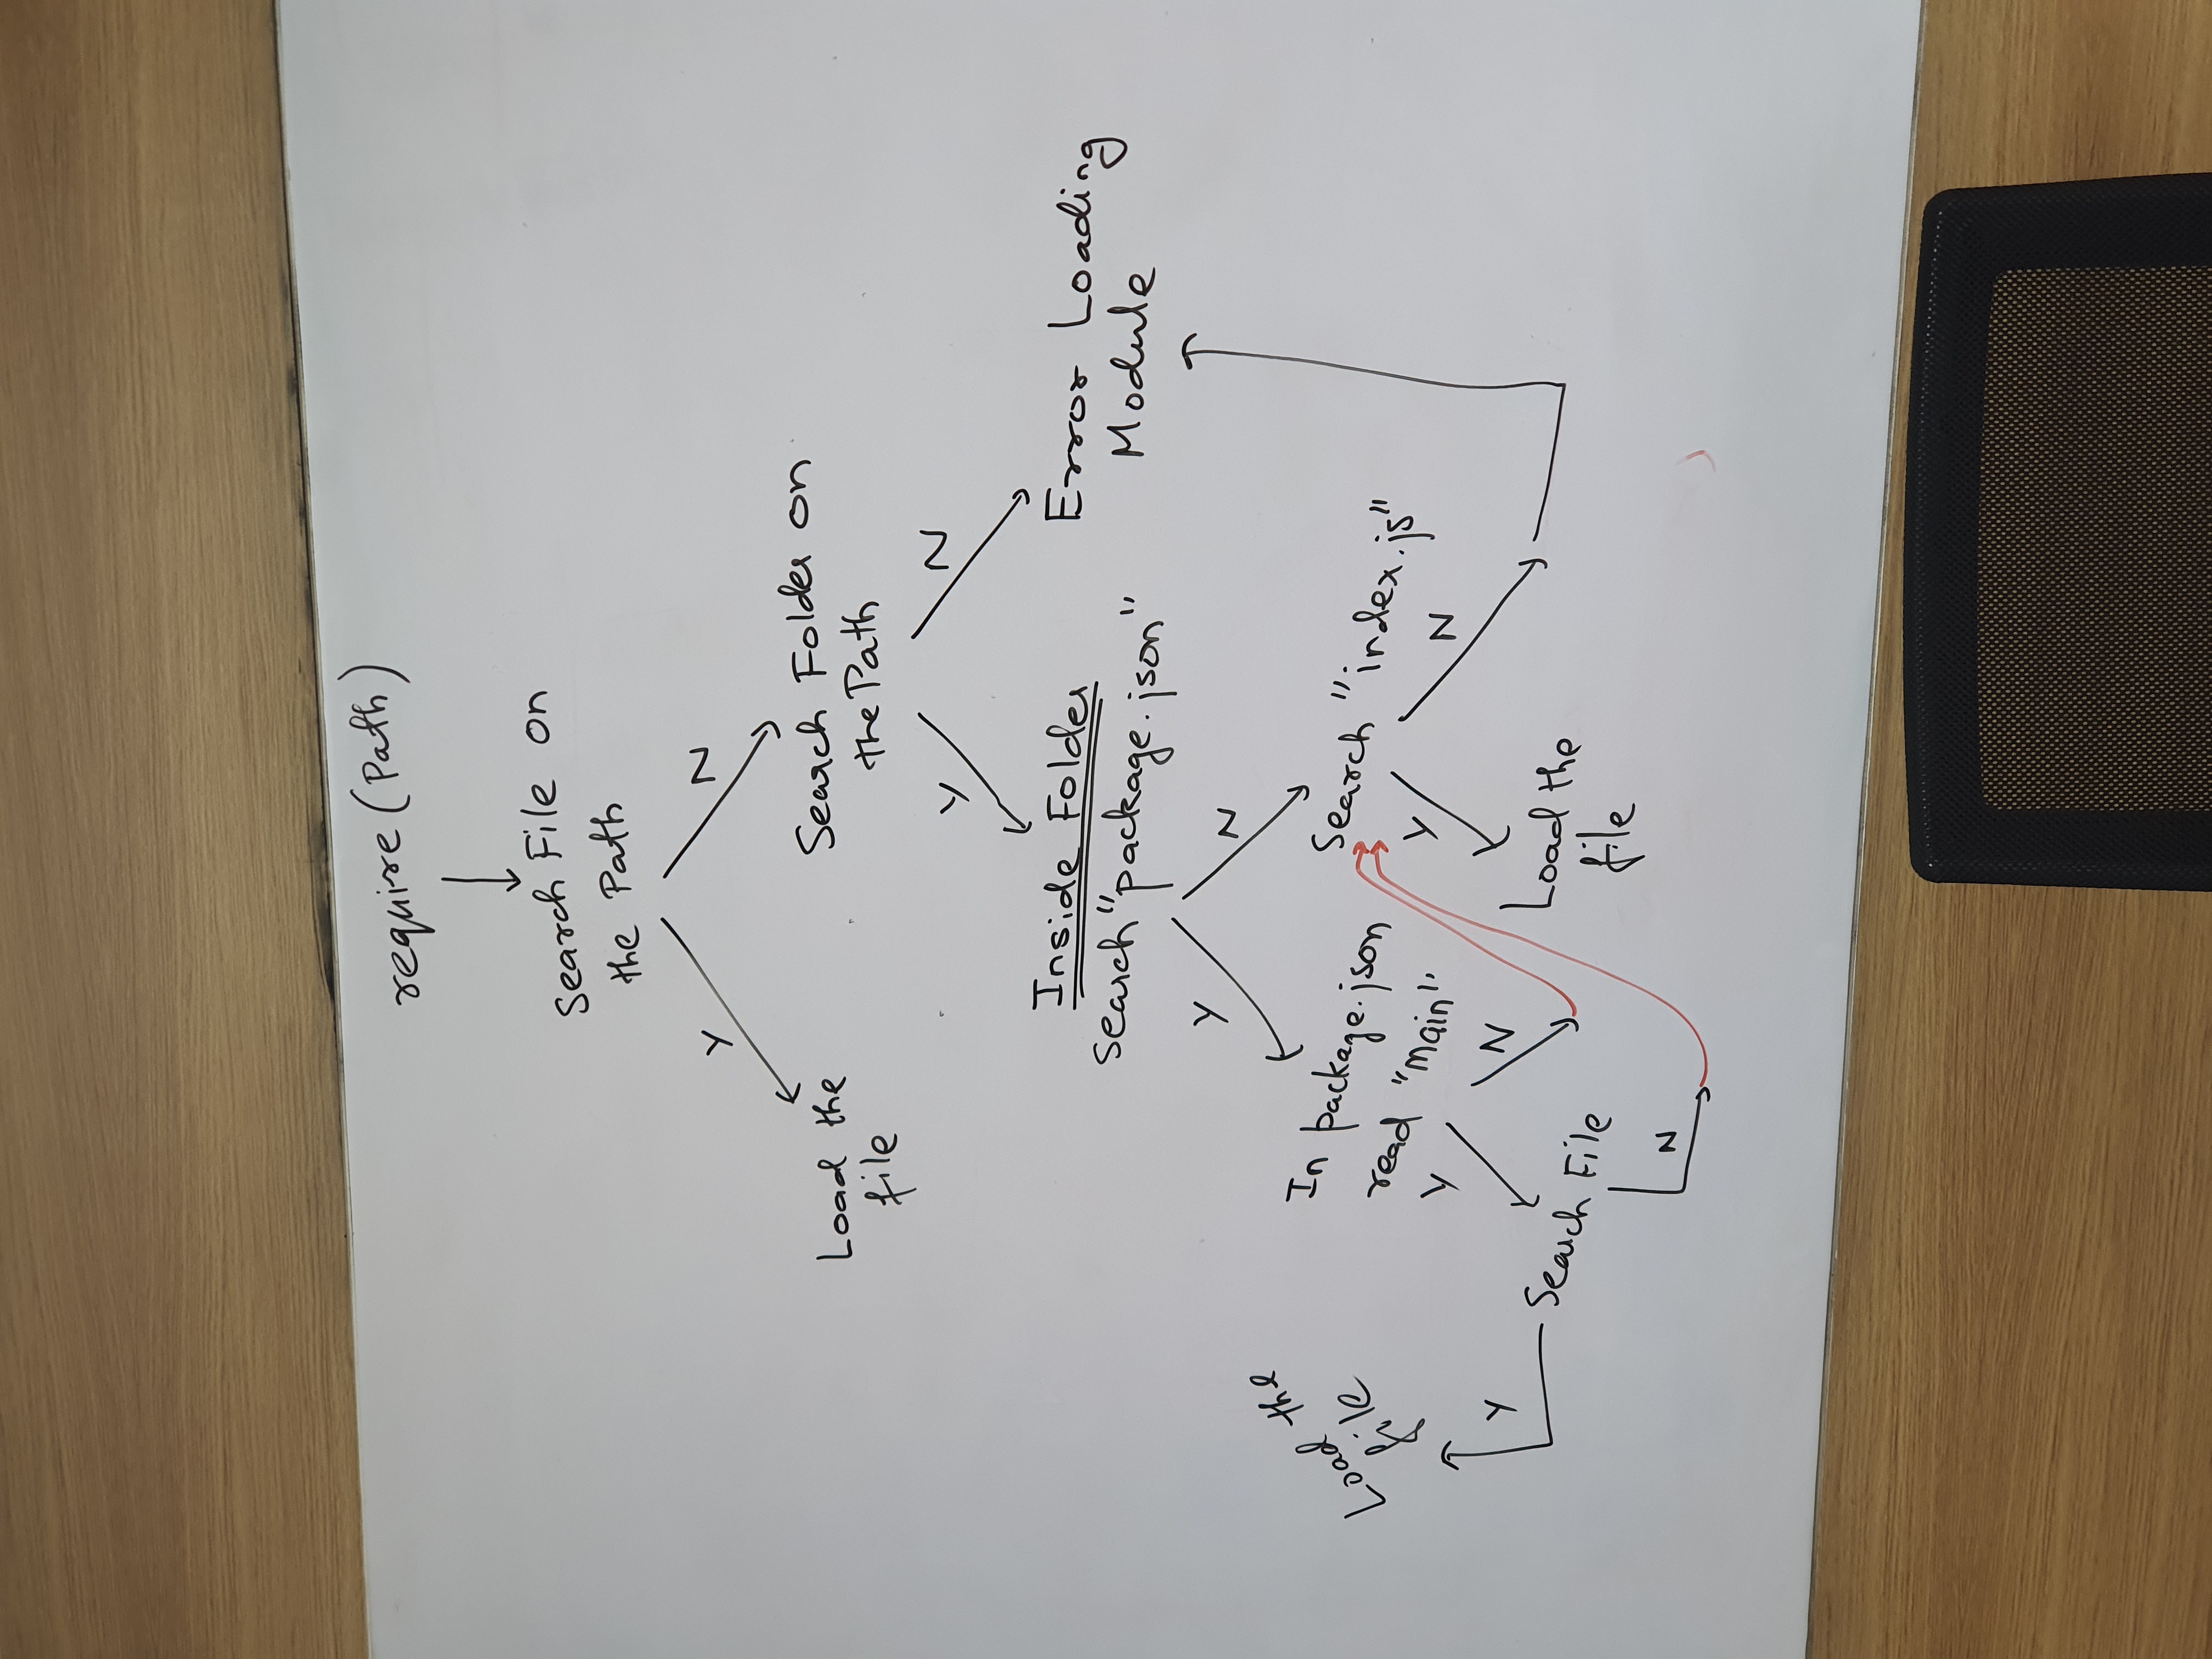 require (Path)
Search File on
the Path
Y
N
Load the
file
Search Folder on
the Path
Y
N
Inside Folder
Search "package.json"
Error Loading
Module
Y
N
Load the
file
In package.json
read "main"
Search "index.js"
Y
N
Y
N
Y
Search File
Load the
file
N